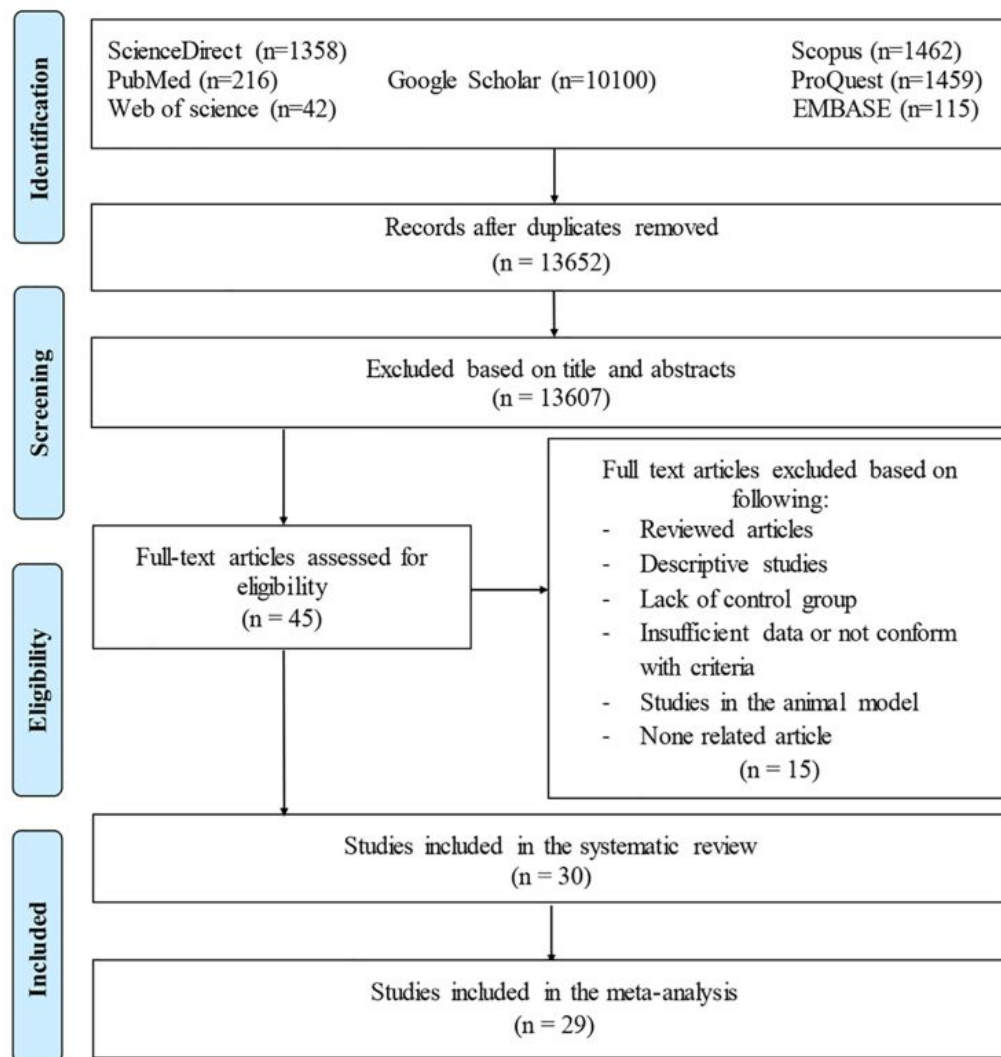 Identification
ScienceDirect (n=1358)
PubMed (n=216)
Web of science (n=42)
Google Scholar (n=10100)
Scopus (n=1462)
ProQuest (n=1459)
EMBASE (n=115)
Records after duplicates removed
(n = 13652)
Screening
Excluded based on title and abstracts
(n = 13607)
Eligibility
Full-text articles assessed for
eligibility
(n = 45)
Full text articles excluded based on
following:
- Reviewed articles
- Descriptive studies
- Lack of control group
- Insufficient data or not conform
with criteria
- Studies in the animal model
- None related article
(n = 15)
Included
Studies included in the systematic review
(n = 30)
Studies included in the meta-analysis
(n = 29)